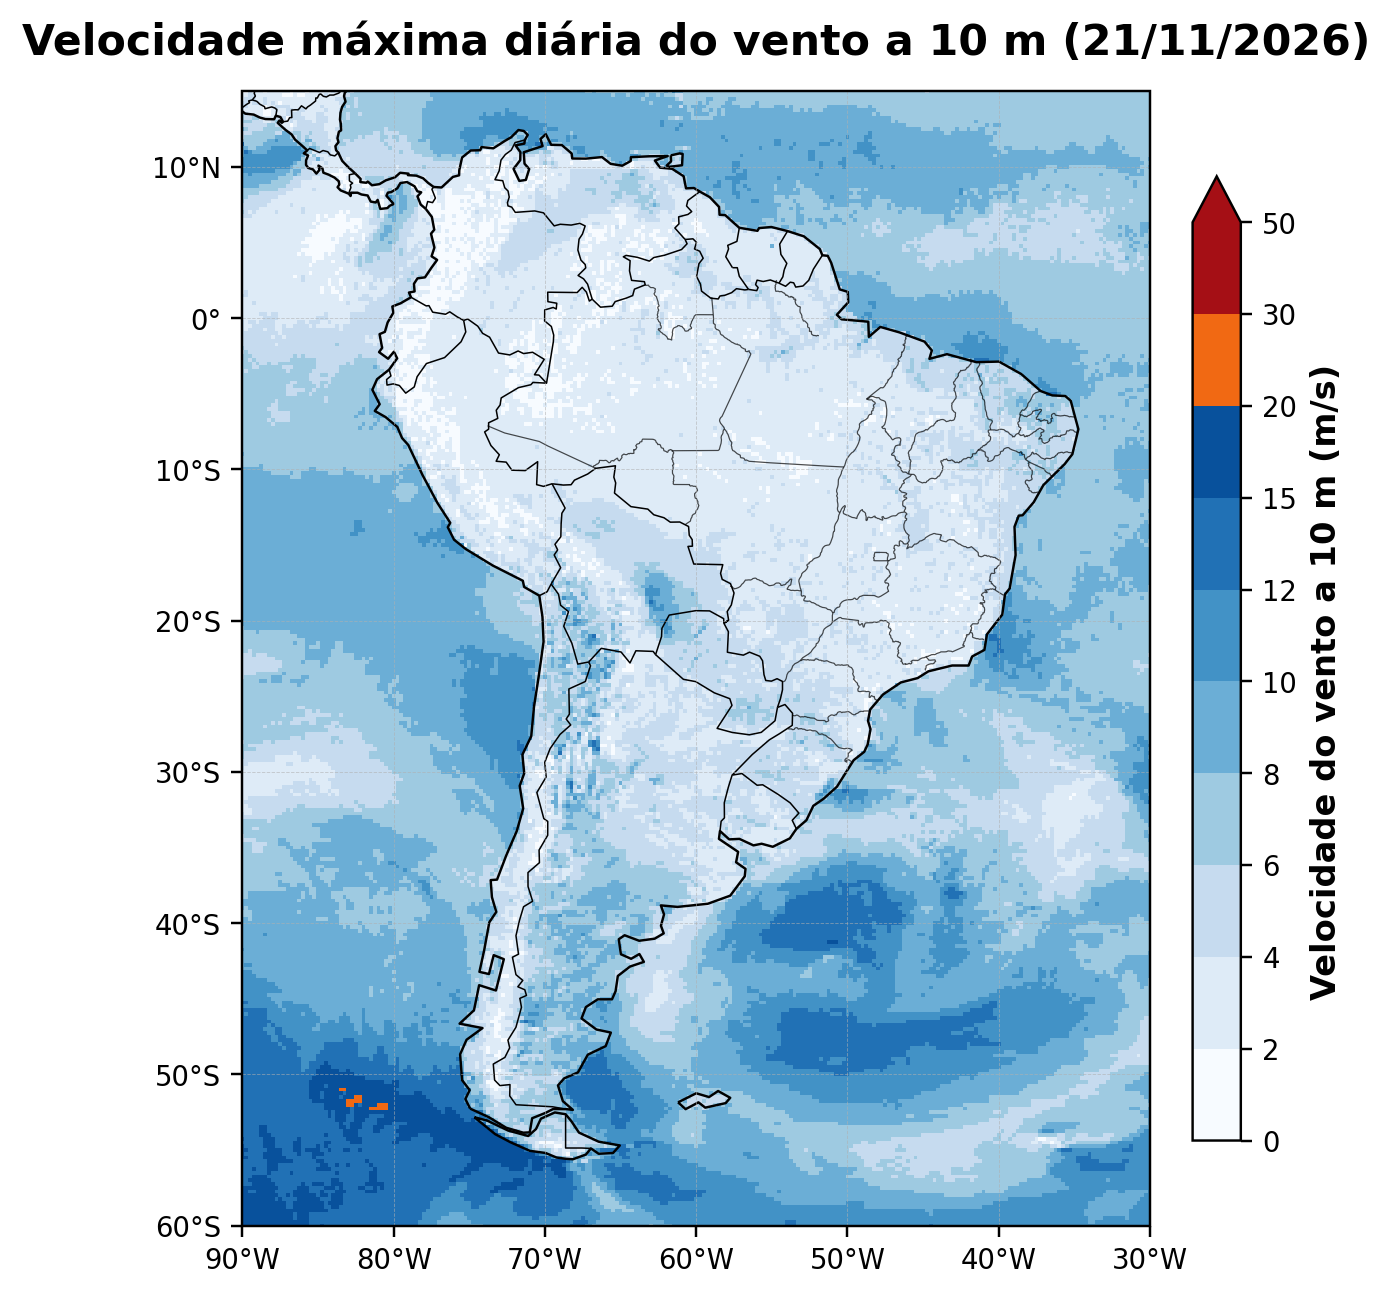 Velocidade máxima diária do vento a 10 m (21/11/2026)
10°N
0°
10°S
20°S
30°S
40°S
50°S
60°S
90°W
80°W
70°W
60°W
50°W
40°W
30°W
50
30
20
15
12
10
8
6
4
2
0
Velocidade do vento a 10 m (m/s)